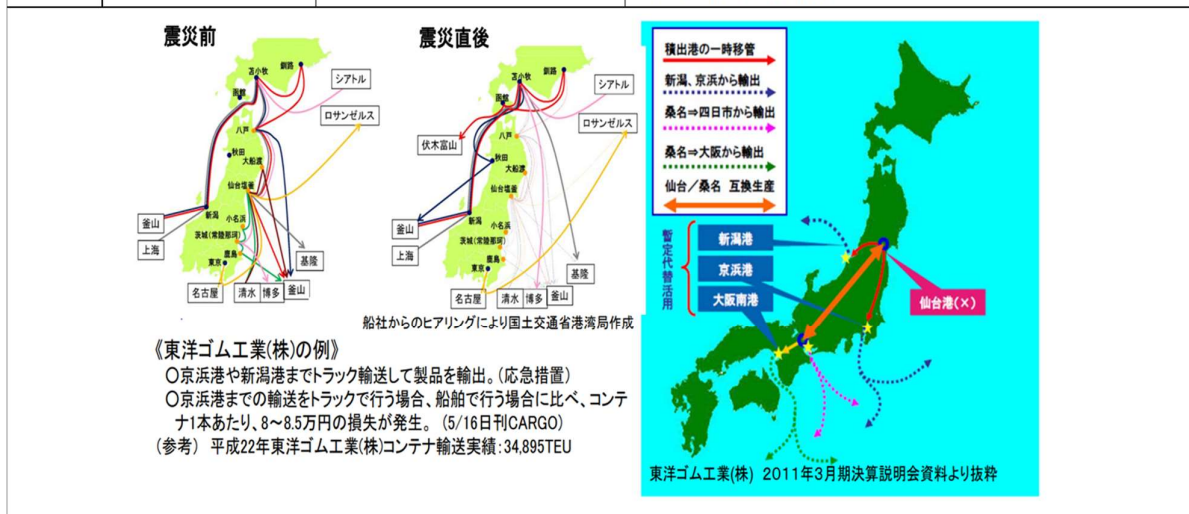 震災前
釧路
苫小牧
シアトル
函館
ロサンゼルス
八戸
秋田
大船渡
仙台塩釜
新潟
小名浜
釜山
茨城(常陸那珂)
上海
鹿島
東京
基隆
名古屋
清水
博多
釜山
震災直後
釧路
苫小牧
シアトル
函館
ロサンゼルス
八戸
伏木富山
秋田
大船渡
仙台塩釜
新潟
小名浜
釜山
茨城(常陸那珂)
上海
鹿島
東京
基隆
名古屋
清水
博多
釜山
船社からのヒアリングにより国土交通省港湾局作成
《東洋ゴム工業(株)の例》
○京浜港や新潟港までトラック輸送して製品を輸出。(応急措置)
○京浜港までの輸送をトラックで行う場合、船舶で行う場合に比べ、コンテ
ナ1本あたり、8～8.5万円の損失が発生。 (5/16日刊CARGO)
(参考) 平成22年東洋ゴム工業(株)コンテナ輸送実績:34,895TEU
積出港の一時移管
新潟、京浜から輸出
桑名⇒四日市から輸出
桑名⇒大阪から輸出
仙台/桑名 互換生産
暫定代替活用
新潟港
京浜港
大阪南港
仙台港(×)
東洋ゴム工業(株) 2011年3月期決算説明会資料より抜粋